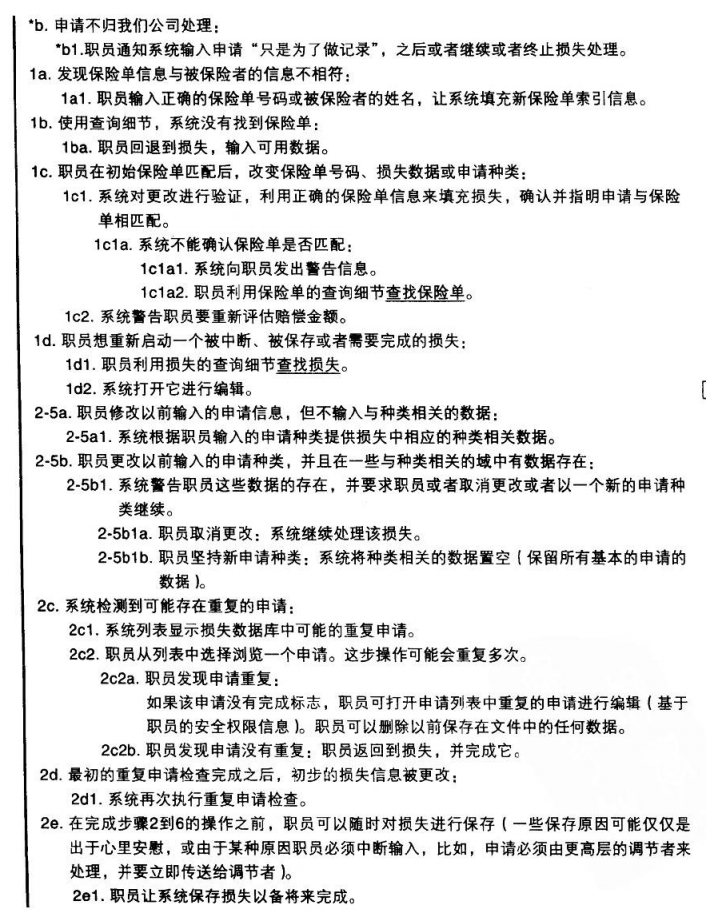 *b. 申请不归我们公司处理：
*b1.职员通知系统输入申请“只是为了做记录”，之后或者继续或者终止损失处理。
1a. 发现保险单信息与被保险者的信息不相符：
1a1. 职员输入正确的保险单号码或被保险者的姓名，让系统填充新保险单索引信息。
1b. 使用查询细节，系统没有找到保险单：
1ba. 职员回退到损失，输入可用数据。
1c. 职员在初始保险单匹配后，改变保险单号码、损失数据或申请种类：
1c1. 系统对更改进行验证，利用正确的保险单信息来填充损失，确认并指明申请与保险
单相匹配。
1c1a. 系统不能确认保险单是否匹配：
1c1a1. 系统向职员发出警告信息。
1c1a2. 职员利用保险单的查询细节查找保险单。
1c2. 系统警告职员要重新评估赔偿金额。
1d. 职员想重新启动一个被中断、被保存或者需要完成的损失：
1d1. 职员利用损失的查询细节查找损失。
1d2. 系统打开它进行编辑。
2-5a. 职员修改以前输入的申请信息，但不输入与种类相关的数据：
2-5a1. 系统根据职员输入的申请种类提供损失中相应的种类相关数据。
2-5b. 职员更改以前输入的申请种类，并且在一些与种类相关的域中有数据存在：
2-5b1. 系统警告职员这些数据的存在，并要求职员或者取消更改或者以一个新的申请种
类继续。
2-5b1a. 职员取消更改：系统继续处理该损失。
2-5b1b. 职员坚持新申请种类：系统将种类相关的数据置空（保留所有基本的申请的
数据）。
2c. 系统检测到可能存在重复的申请：
2c1. 系统列表显示损失数据库中可能的重复申请。
2c2. 职员从列表中选择浏览一个申请。这步操作可能会重复多次。
2c2a. 职员发现申请重复：
如果该申请没有完成标志，职员可打开申请列表中重复的申请进行编辑（基于
职员的安全权限信息）。职员可以删除以前保存在文件中的任何数据。
2c2b. 职员发现申请没有重复：职员返回到损失，并完成它。
2d. 最初的重复申请检查完成之后，初步的损失信息被更改：
2d1. 系统再次执行重复申请检查。
2e. 在完成步骤2到6的操作之前，职员可以随时对损失进行保存（一些保存原因可能仅仅是
出于心里安慰，或由于某种原因职员必须中断输入，比如，申请必须由更高层的调节者来
处理，并要立即传送给调节者）。
2e1. 职员让系统保存损失以备将来完成。